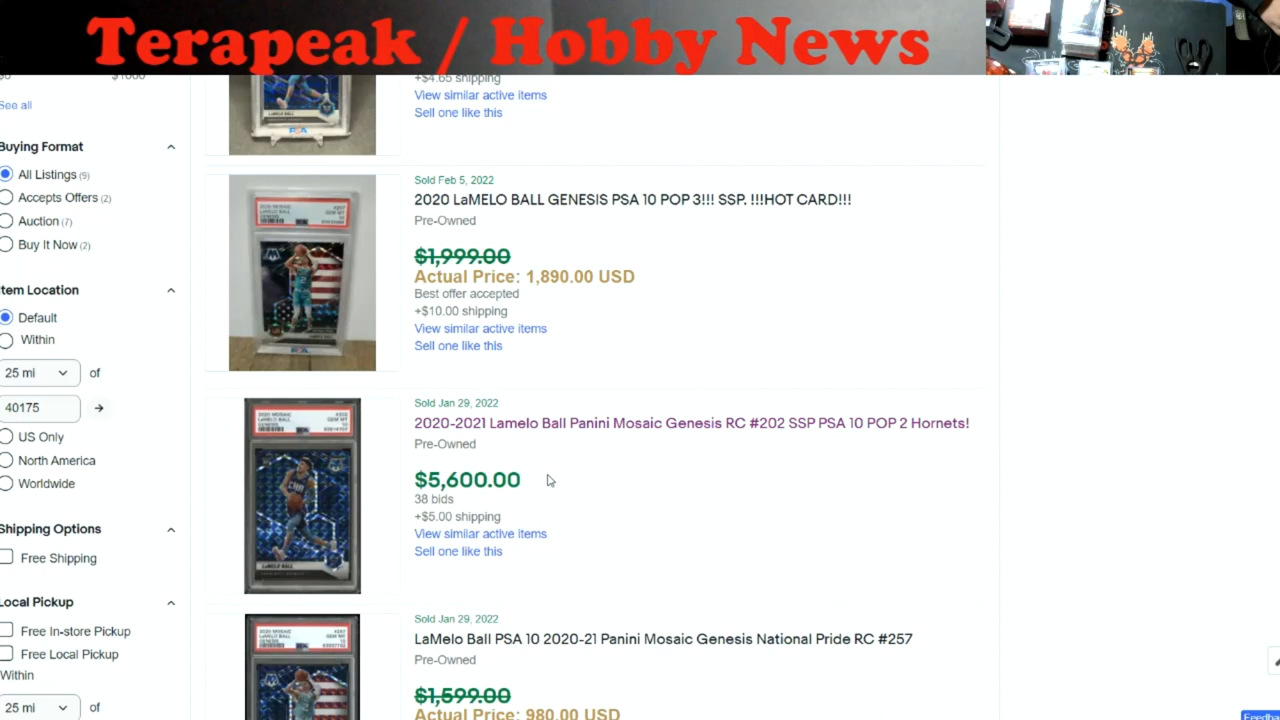 Terapeak / Hobby News
$1000
+$4.65 shipping
See all
View similar active items
Sell one like this
LAMELO BALL
PSA
Buying Format
All Listings (9)
Accepts Offers (2)
Auction (7)
Buy It Now (2)
Sold Feb 5, 2022
2020 LaMELO BALL GENESIS PSA 10 POP 3!!! SSP. !!!HOT CARD!!!
Pre-Owned
$1,999.00
Actual Price: 1,890.00 USD
Best offer accepted
+$10.00 shipping
View similar active items
Sell one like this
Item Location
Default
Within
25 mi
of
40175
US Only
North America
Worldwide
Sold Jan 29, 2022
2020-2021 Lamelo Ball Panini Mosaic Genesis RC #202 SSP PSA 10 POP 2 Hornets!
Pre-Owned
$5,600.00
38 bids
+$5.00 shipping
View similar active items
Sell one like this
LAMELO BALL
Shipping Options
Free Shipping
Local Pickup
Free In-store Pickup
Free Local Pickup
Within
25 mi
of
Sold Jan 29, 2022
LaMelo Ball PSA 10 2020-21 Panini Mosaic Genesis National Pride RC #257
Pre-Owned
$1,599.00
Actual Price: 980.00 USD